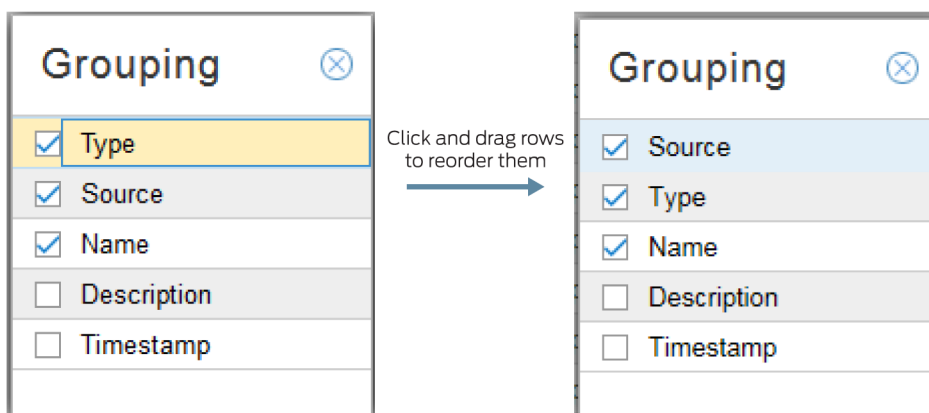 Grouping
Type
Source
Name
Description
Timestamp
Click and drag rows
to reorder them
Grouping
Source
Type
Name
Description
Timestamp